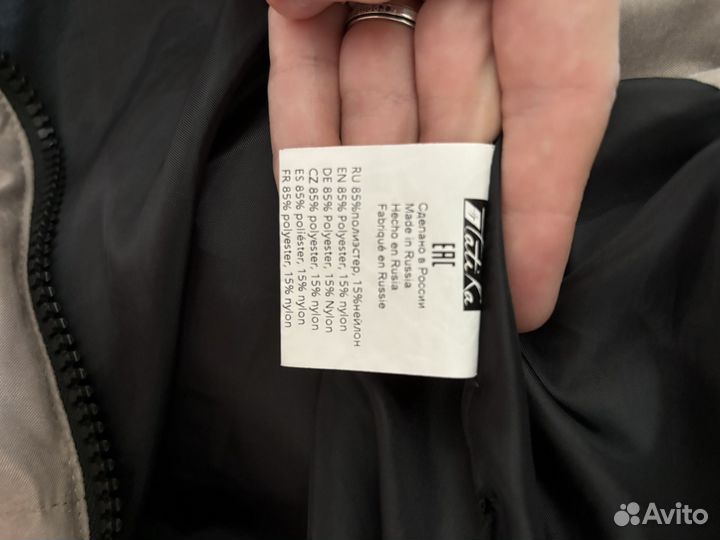 #TatiKa
EAC
Сделано в России
Made in Russia
Hecho en Rusia
Fabriqué en Russie
RU 85%полиэстер, 15%нейлон
EN 85% Polyester, 15% nylon
DE 85% Polyester, 15% Nylon
CZ 85% polyester, 15% nylon
ES 85% poliéster, 15% nylon
FR 85% polyester, 15% nylon
Avito